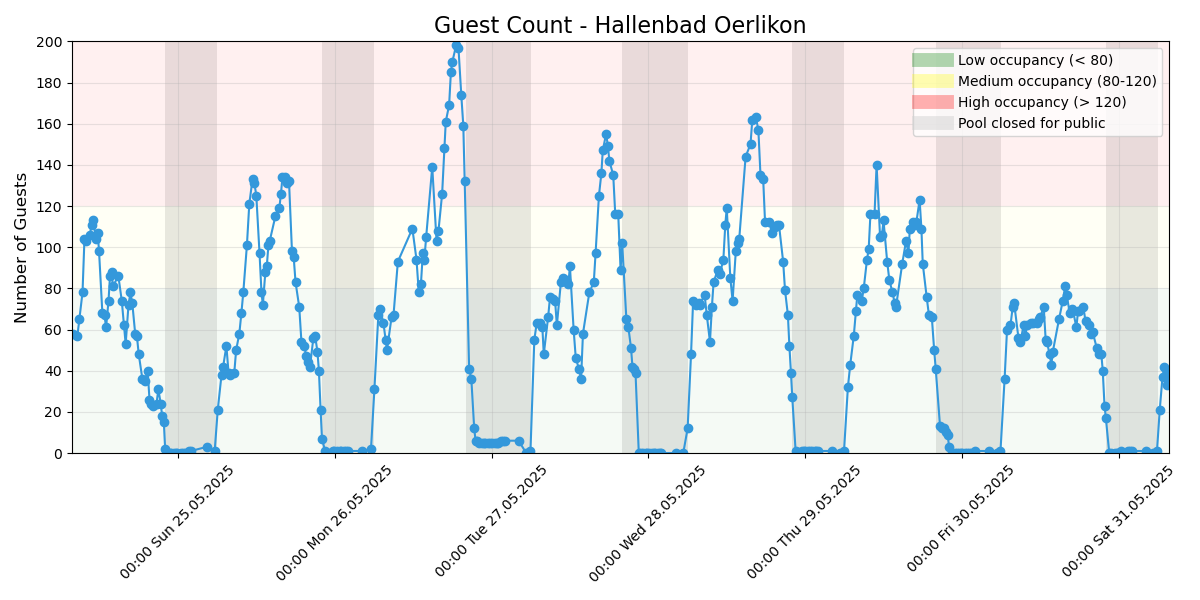 Guest Count - Hallenbad Oerlikon
Number of Guests
200
180
160
140
120
100
80
60
40
20
0
Low occupancy (< 80)
Medium occupancy (80-120)
High occupancy (> 120)
Pool closed for public
00:00 Sun 25.05.2025
00:00 Mon 26.05.2025
00:00 Tue 27.05.2025
00:00 Wed 28.05.2025
00:00 Thu 29.05.2025
00:00 Fri 30.05.2025
00:00 Sat 31.05.2025